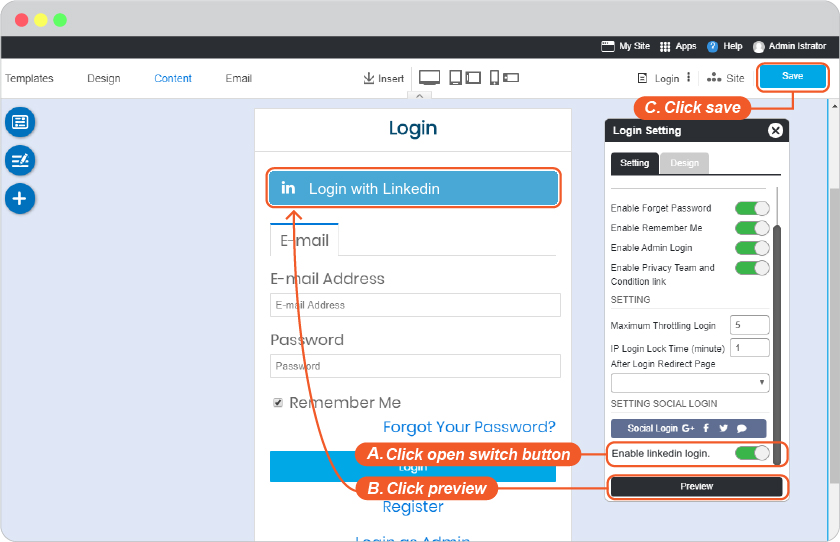 My Site Apps ? Help Admin Istrator
Templates Design Content Email Insert Login Site Save
C. Click save
Login
in Login with Linkedin
E-mail
E-mail Address
E-mail Address
Password
Password
Remember Me
Forgot Your Password?
Login
Register
Login as Admin
Login Setting
Setting Design
Enable Forget Password
Enable Remember Me
Enable Admin Login
Enable Privacy Team and
Condition link
SETTING
Maximum Throttling Login 5
IP Login Lock Time (minute) 1
After Login Redirect Page
SETTING SOCIAL LOGIN
Social Login G+ f
A. Click open switch button
Enable linkedin login.
B. Click preview
Preview